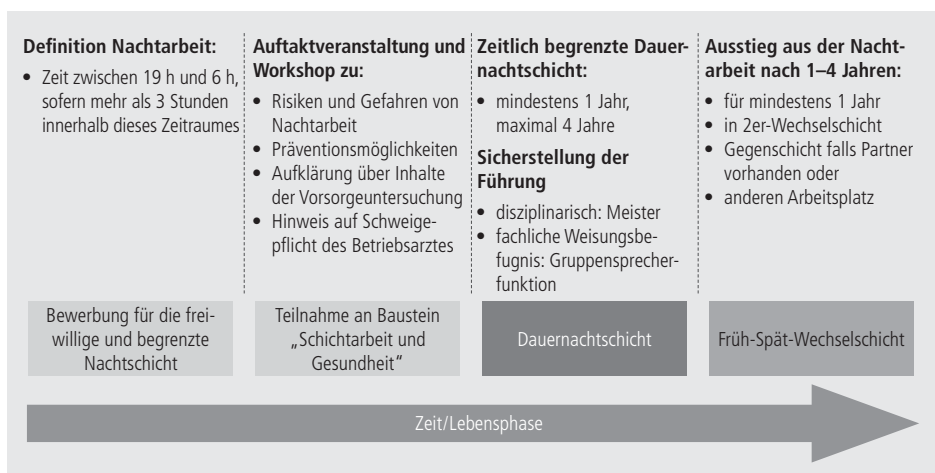 Definition Nachtarbeit:
• Zeit zwischen 19 h und 6 h,
sofern mehr als 3 Stunden
innerhalb dieses Zeitraumes
Auftaktveranstaltung und
Workshop zu:
• Risiken und Gefahren von
Nachtarbeit
• Präventionsmöglichkeiten
• Aufklärung über Inhalte
der Vorsorgeuntersuchung
• Hinweis auf Schweige-
pflicht des Betriebsarztes
Zeitlich begrenzte Dauer-
nachtschicht:
• mindestens 1 Jahr,
maximal 4 Jahre
Sicherstellung der
Führung
• disziplinarisch: Meister
• fachliche Weisungsbe-
fugnis: Gruppensprecher-
funktion
Ausstieg aus der Nacht-
arbeit nach 1–4 Jahren:
• für mindestens 1 Jahr
• in 2er-Wechselschicht
• Gegenschicht falls Partner
vorhanden oder
• anderen Arbeitsplatz
Bewerbung für die frei-
willige und begrenzte
Nachtschicht
Teilnahme an Baustein
„Schichtarbeit und
Gesundheit“
Dauernachtschicht
Früh-Spät-Wechselschicht
Zeit/Lebensphase